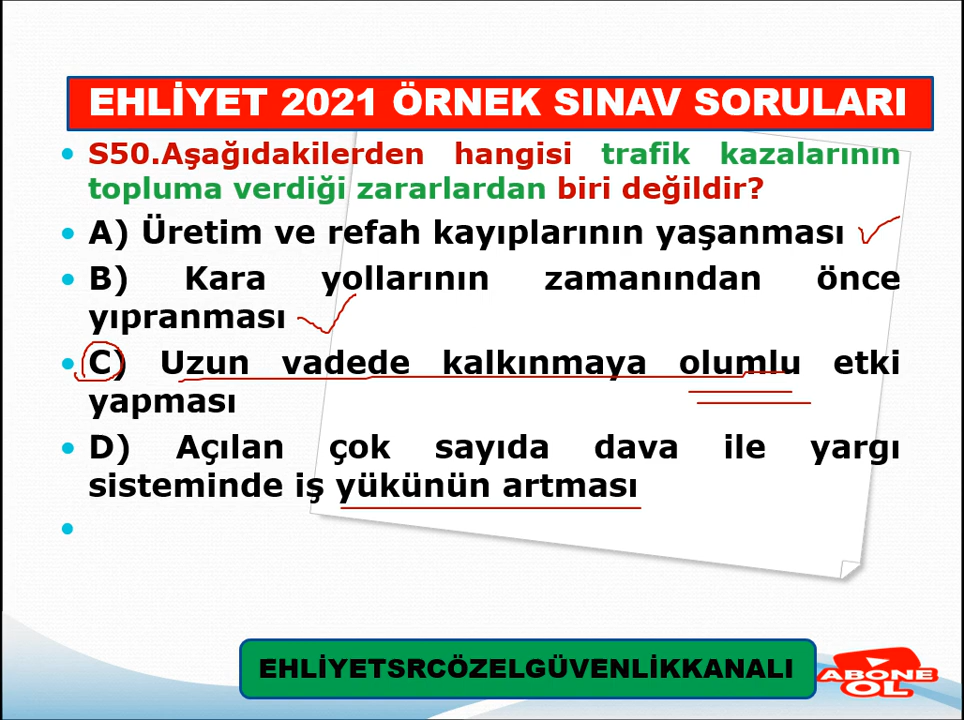 EHLİYET 2021 ÖRNEK SINAV SORULARI
S50.Aşağıdakilerden hangisi trafik kazalarının
topluma verdiği zararlardan biri değildir?
A) Üretim ve refah kayıplarının yaşanması
B) Kara yollarının zamanından önce
yıpranması
C) Uzun vadede kalkınmaya olumlu etki
yapması
D) Açılan çok sayıda dava ile yargı
sisteminde iş yükünün artması
EHLİYETSRCÖZELGÜVENLİKKANALI
ABONE
OL